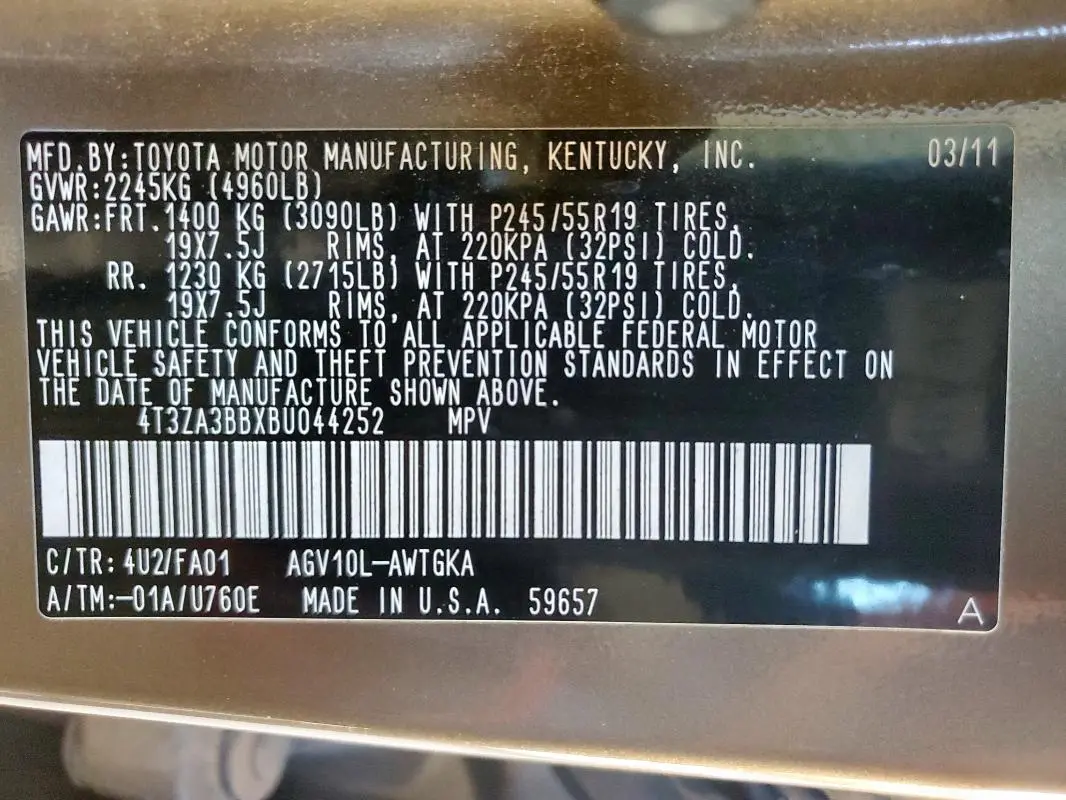 MFD.BY:TOYOTA MOTOR MANUFACTURING, KENTUCKY, INC. 03/11
GVWR:2245KG (4960LB)
GAWR:FRT.1400 KG (3090LB) WITH P245/55R19 TIRES,
19X7.5J RIMS, AT 220KPA (32PSI) COLD.
RR. 1230 KG (2715LB) WITH P245/55R19 TIRES,
19X7.5J RIMS, AT 220KPA (32PSI) COLD.
THIS VEHICLE CONFORMS TO ALL APPLICABLE FEDERAL MOTOR
VEHICLE SAFETY AND THEFT PREVENTION STANDARDS IN EFFECT ON
THE DATE OF MANUFACTURE SHOWN ABOVE.
4T3ZA3BBXBU044252 MPV
C/TR: 4U2/FA01 AGV10L-AWTGKA
A/TM:-01A/U760E MADE IN U.S.A. 59657
A